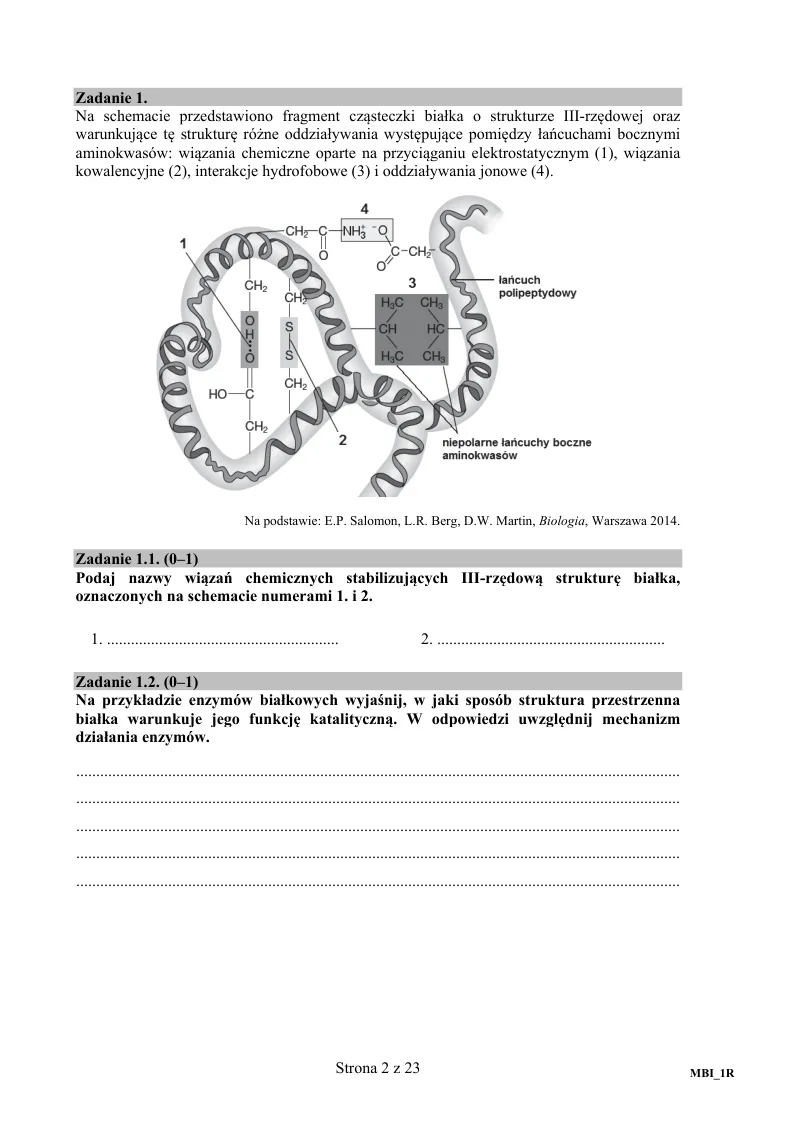 Zadanie 1.
Na schemacie przedstawiono fragment cząsteczki białka o strukturze III-rzędowej oraz
warunkujące tę strukturę różne oddziaływania występujące pomiędzy łańcuchami bocznymi
aminokwasów: wiązania chemiczne oparte na przyciąganiu elektrostatycznym (1), wiązania
kowalencyjne (2), interakcje hydrofobowe (3) i oddziaływania jonowe (4).
4
CH₂ C NH₃⁺ ⁻O
O
C CH₂
O
1
3
łańcuch
polipeptydowy
CH₂
CH₂
H₃C CH₃
O
H
O
S
S
CH HC
H₃C CH₃
HO C
CH₂
CH₂
2
niepolarne łańcuchy boczne
aminokwasów
Na podstawie: E.P. Salomon, L.R. Berg, D.W. Martin, Biologia, Warszawa 2014.
Zadanie 1.1. (0–1)
Podaj nazwy wiązań chemicznych stabilizujących III-rzędową strukturę białka,
oznaczonych na schemacie numerami 1. i 2.
1. .......................................................... 2. .........................................................
Zadanie 1.2. (0–1)
Na przykładzie enzymów białkowych wyjaśnij, w jaki sposób struktura przestrzenna
białka warunkuje jego funkcję katalityczną. W odpowiedzi uwzględnij mechanizm
działania enzymów.
.......................................................................................................................................................
.......................................................................................................................................................
.......................................................................................................................................................
.......................................................................................................................................................
.......................................................................................................................................................
Strona 2 z 23
MBI_1R